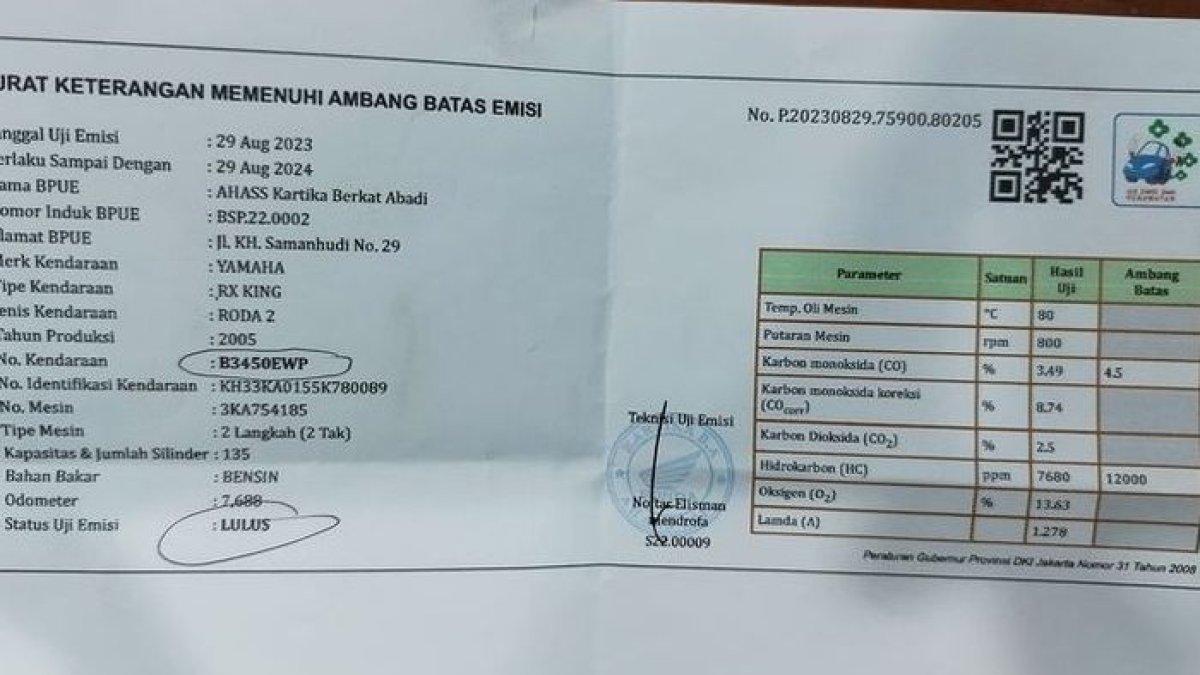 URAT KETERANGAN MEMENUHI AMBANG BATAS EMISI
No. P.20230829.75900.80205
anggal Uji Emisi : 29 Aug 2023
erlaku Sampai Dengan : 29 Aug 2024
ama BPUE : AHASS Kartika Berkat Abadi
omor Induk BPUE : BSP.22.0002
lamat BPUE : Jl. KH. Samanhudi No. 29
Merk Kendaraan : YAMAHA
Tipe Kendaraan : RX KING
enis Kendaraan : RODA 2
Tahun Produksi : 2005
No. Kendaraan : B3450EWP
No. Identifikasi Kendaraan : KH33KA0155K780089
No. Mesin : 3KA754185
Tipe Mesin : 2 Langkah (2 Tak)
Kapasitas & Jumlah Silinder : 135
Bahan Bakar : BENSIN
Odometer : 7,688
Status Uji Emisi : LULUS
Parameter Satuan Hasil Uji Ambang Batas
Temp. Oli Mesin °C 80
Putaran Mesin rpm 800
Karbon monoksida (CO) % 3.49 4.5
Karbon monoksida koreksi (COcorr) % 8.74
Karbon Dioksida (CO2) % 2.5
Hidrokarbon (HC) ppm 7680 12000
Oksigen (O2) % 13.63
Lamda (Λ) 1.278
Teknisi Uji Emisi
Elisman
Mendrofa
S22.00009
Peraturan Gubernur Provinsi DKI Jakarta Nomor 31 Tahun 2008